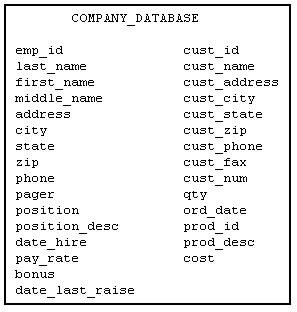 COMPANY_DATABASE
emp_id cust_id
last_name cust_name
first_name cust_address
middle_name cust_city
address cust_state
city cust_zip
state cust_phone
zip cust_fax
phone cust_num
pager qty
position ord_date
position_desc prod_id
date_hire prod_desc
pay_rate cost
bonus
date_last_raise